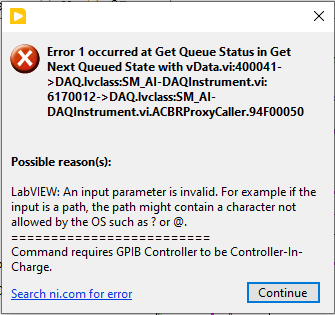 Error 1 occurred at Get Queue Status in Get
Next Queued State with vData.vi:400041-
>DAQ.lvclass:SM_AI-DAQInstrument.vi:
6170012->DAQ.lvclass:SM_AI-
DAQInstrument.vi.ACBRProxyCaller.94F00050
Possible reason(s):
LabVIEW: An input parameter is invalid. For example if the
input is a path, the path might contain a character not
allowed by the OS such as ? or @.
=========================
Command requires GPIB Controller to be Controller-In-
Charge.
Search ni.com for error
Continue